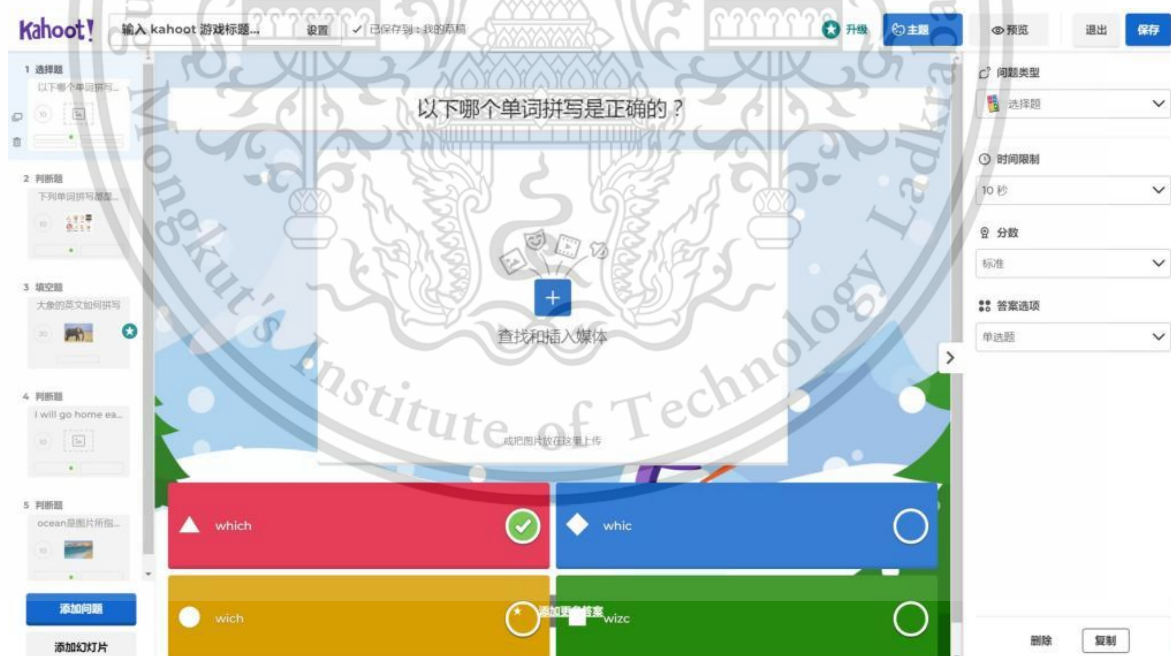 Kahoot!
输入 kahoot 游戏标题...
设置
已保存到：我的草稿
升级
主题
预览
退出
保存
1 选择题
以下哪个单词拼写...
10
2 判断题
下列单词拼写都是...
10
3 填空题
大象的英文如何拼写
20
4 判断题
I will go home ea...
10
5 判断题
ocean是图片所指...
10
添加问题
添加幻灯片
以下哪个单词拼写是正确的？
查找和插入媒体
或把图片放在这里上传
which
whic
wich
wizc
添加更多答案
问题类型
选择题
时间限制
10 秒
分数
标准
答案选项
单选题
删除
复制
Mongkut's Institute of Technology Ladkrabang